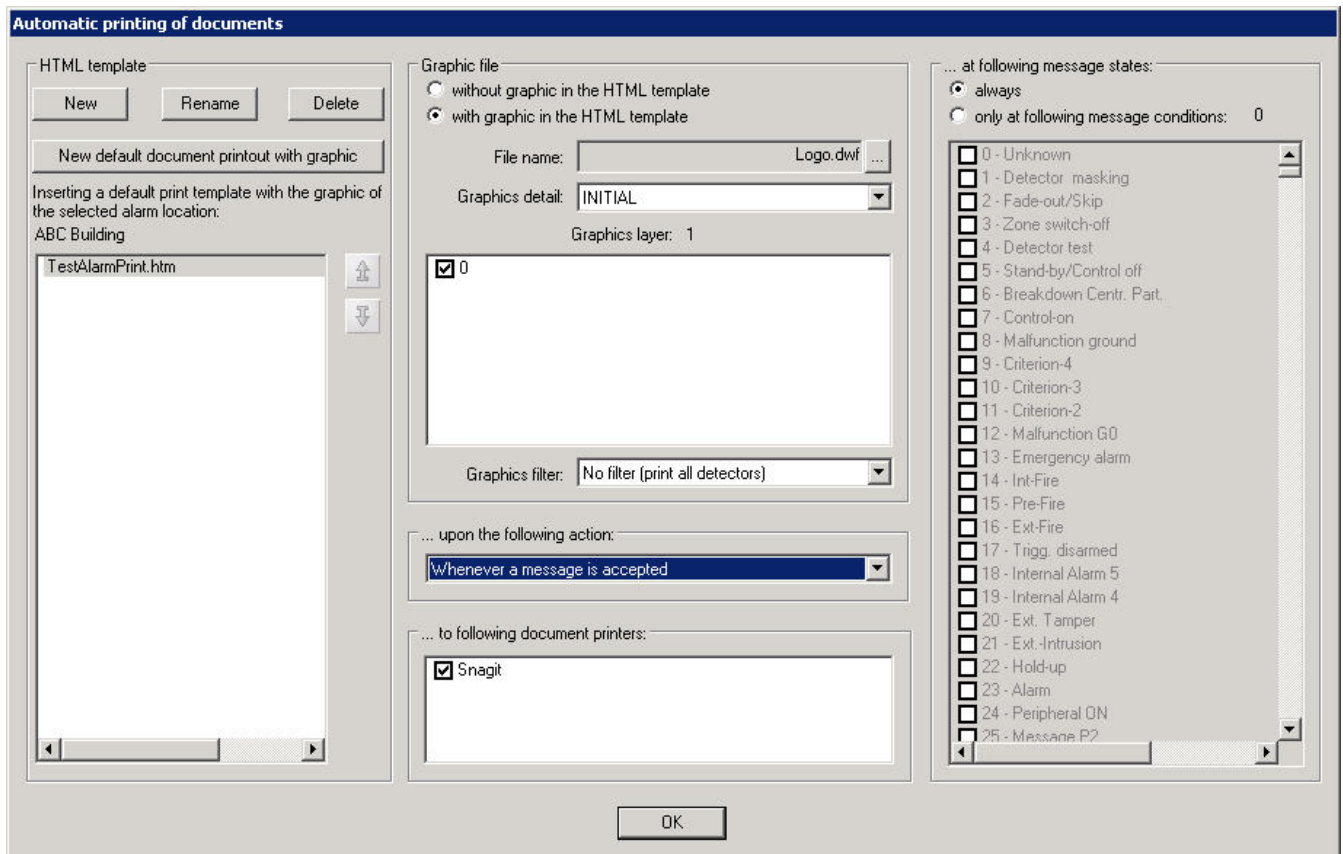 Automatic printing of documents
HTML template
New
Rename
Delete
New default document printout with graphic
Inserting a default print template with the graphic of
the selected alarm location:
ABC Building
TestAlarmPrint.htm
Graphic file
without graphic in the HTML template
with graphic in the HTML template
File name:
Logo.dwf
...
Graphics detail:
INITIAL
Graphics layer: 1
0
Graphics filter:
No filter (print all detectors)
... upon the following action:
Whenever a message is accepted
... to following document printers:
Snagit
... at following message states:
always
only at following message conditions: 0
0 - Unknown
1 - Detector masking
2 - Fade-out/Skip
3 - Zone switch-off
4 - Detector test
5 - Stand-by/Control off
6 - Breakdown Centr. Part.
7 - Control-on
8 - Malfunction ground
9 - Criterion-4
10 - Criterion-3
11 - Criterion-2
12 - Malfunction G0
13 - Emergency alarm
14 - Int-Fire
15 - Pre-Fire
16 - Ext-Fire
17 - Trigg. disarmed
18 - Internal Alarm 5
19 - Internal Alarm 4
20 - Ext. Tamper
21 - Ext.-Intrusion
22 - Hold-up
23 - Alarm
24 - Peripheral ON
25 - Message P2
OK